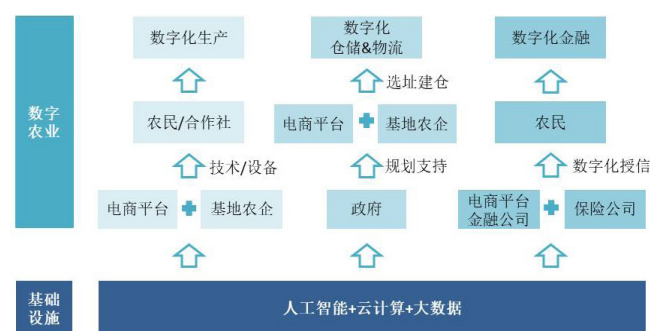 数字化生产
数字化
仓储&物流
数字化金融
选址建仓
数字
农业
农民/合作社
电商平台
基地农企
农民
技术/设备
规划支持
数字化授信
电商平台
基地农企
政府
电商平台
金融公司
保险公司
基础
设施
人工智能+云计算+大数据